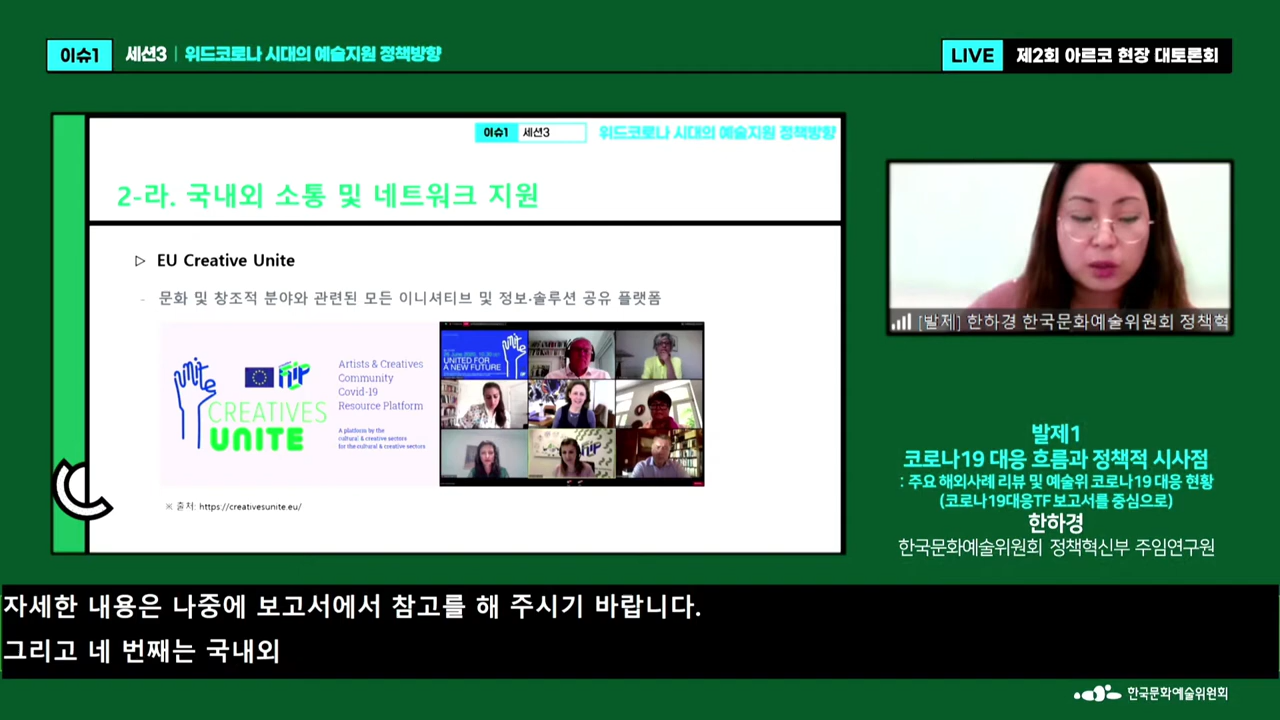 이슈1 세션3 | 위드코로나 시대의 예술지원 정책방향
LIVE 제2회 아르코 현장 대토론회
이슈1 세션3 위드코로나 시대의 예술지원 정책방향
2-라. 국내외 소통 및 네트워크 지원
▷ EU Creative Unite
- 문화 및 창조적 분야와 관련된 모든 이니셔티브 및 정보·솔루션 공유 플랫폼
unite
FLIP
CREATIVES
UNITE
Artists & Creatives
Community
Covid-19
Resource Platform
A platform by the
cultural & creative sectors
for the cultural & creative sectors
UNITED FOR
A NEW FUTURE
※ 출처: https://creativesunite.eu/
[발제] 한하경 한국문화예술위원회 정책혁
발제1
코로나19 대응 흐름과 정책적 시사점
: 주요 해외사례 리뷰 및 예술위 코로나19 대응 현황
(코로나19대응TF 보고서를 중심으로)
한하경
한국문화예술위원회 정책혁신부 주임연구원
자세한 내용은 나중에 보고서에서 참고를 해 주시기 바랍니다.
그리고 네 번째는 국내외
한국문화예술위원회